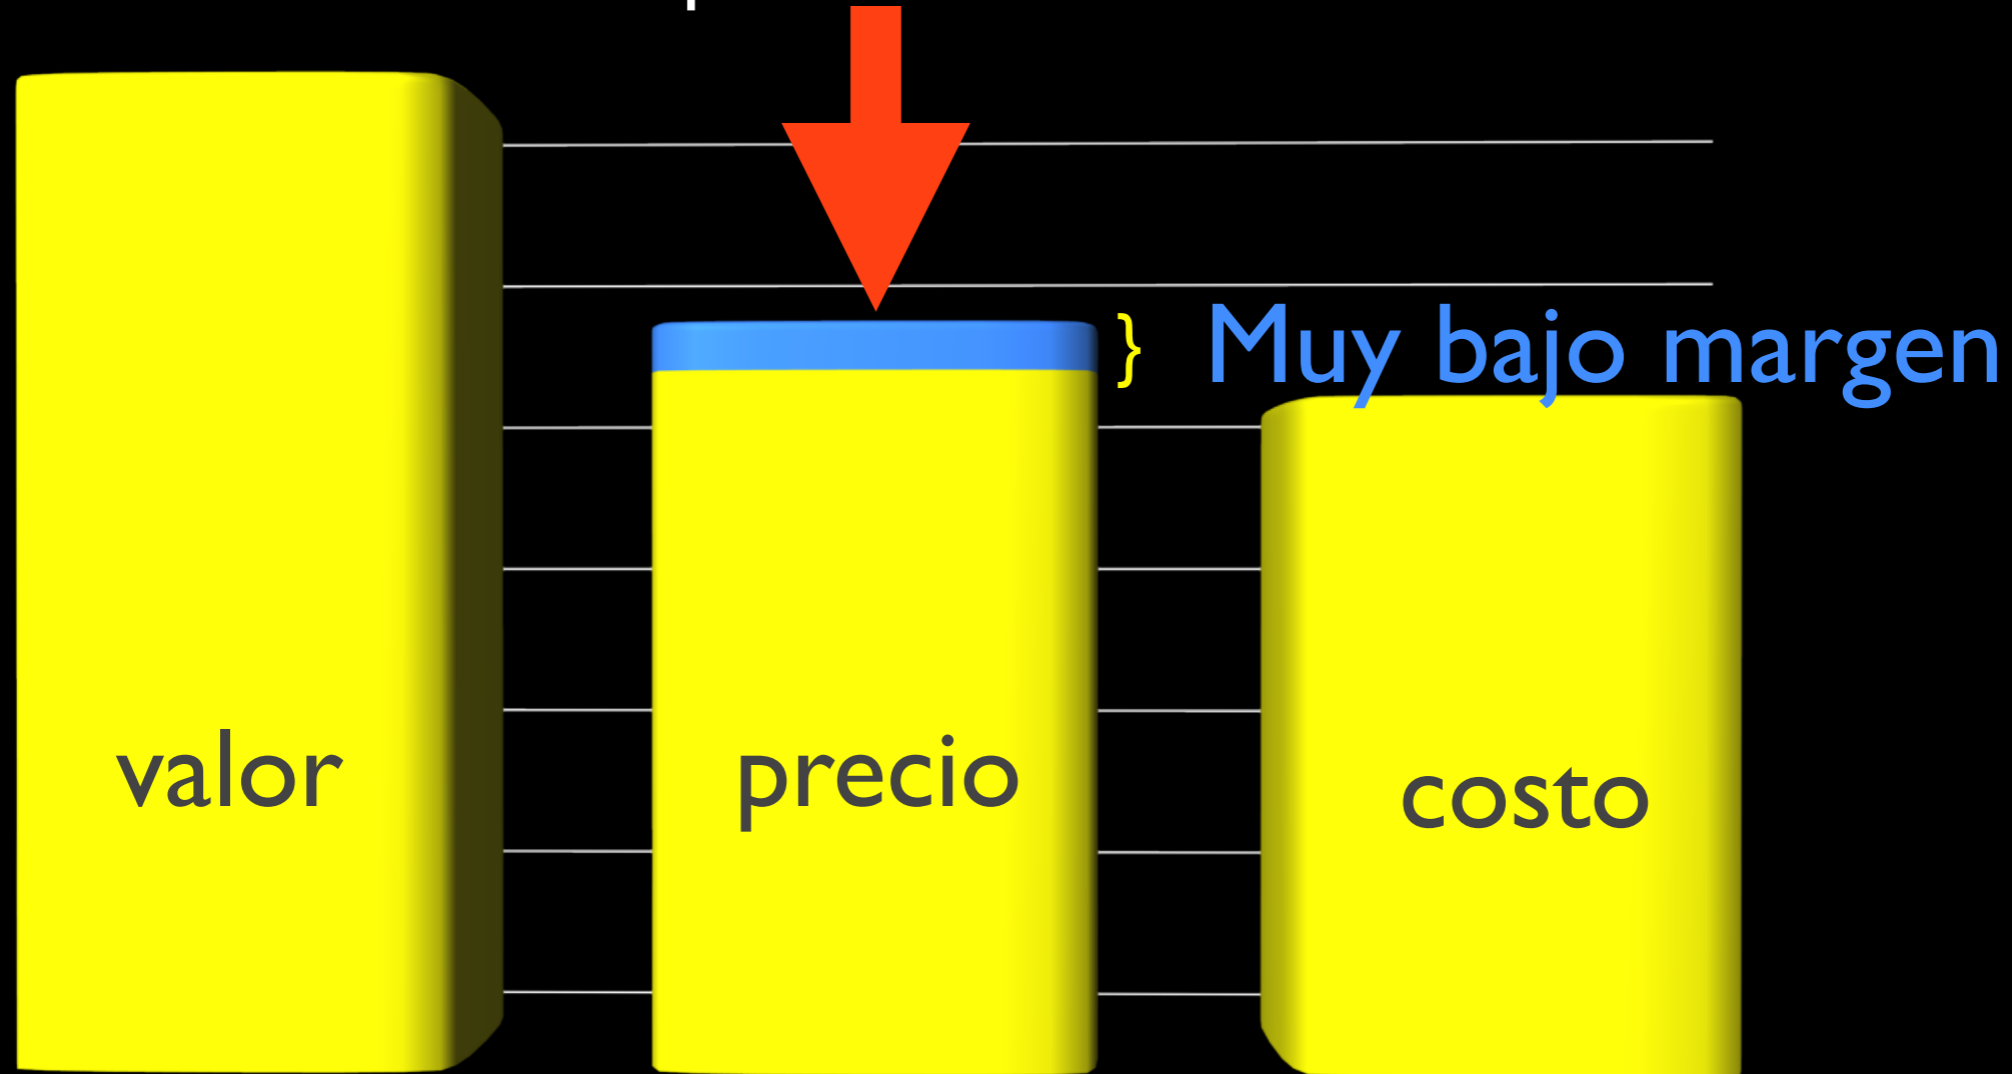 } Muy bajo margen
valor
precio
costo